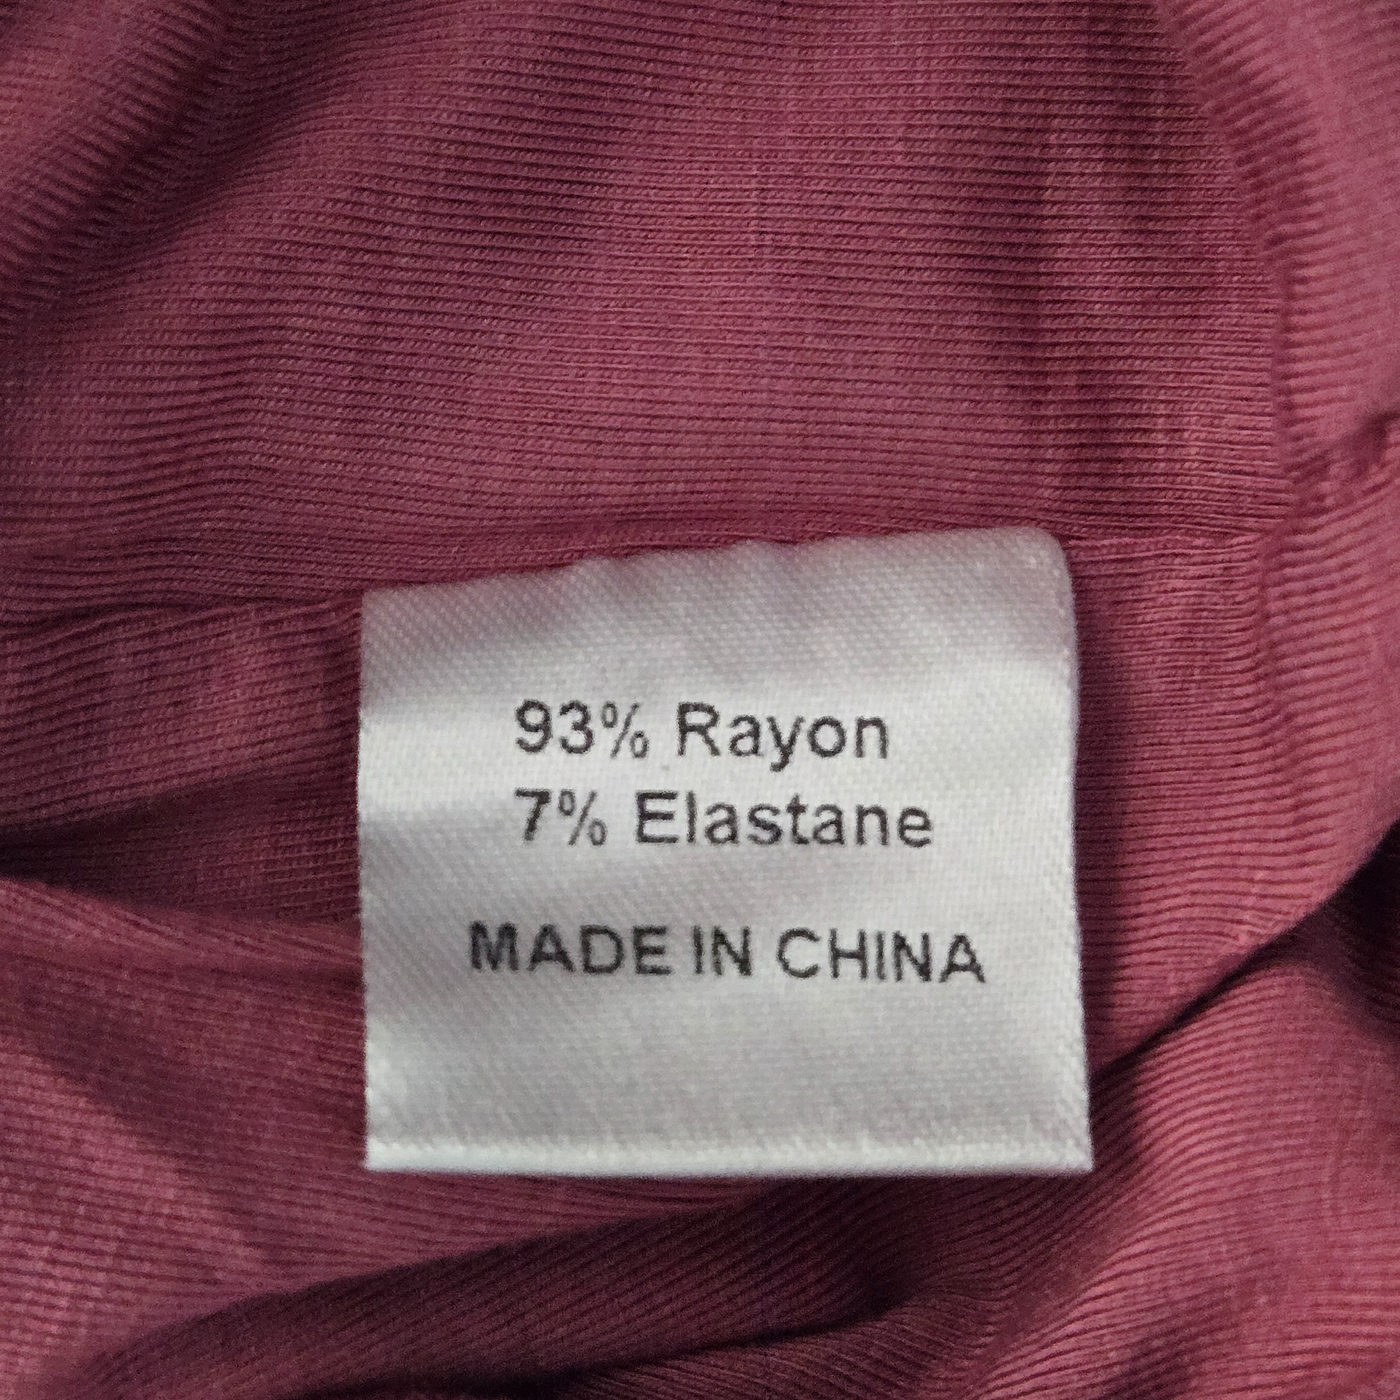 93% Rayon
7% Elastane
MADE IN CHINA